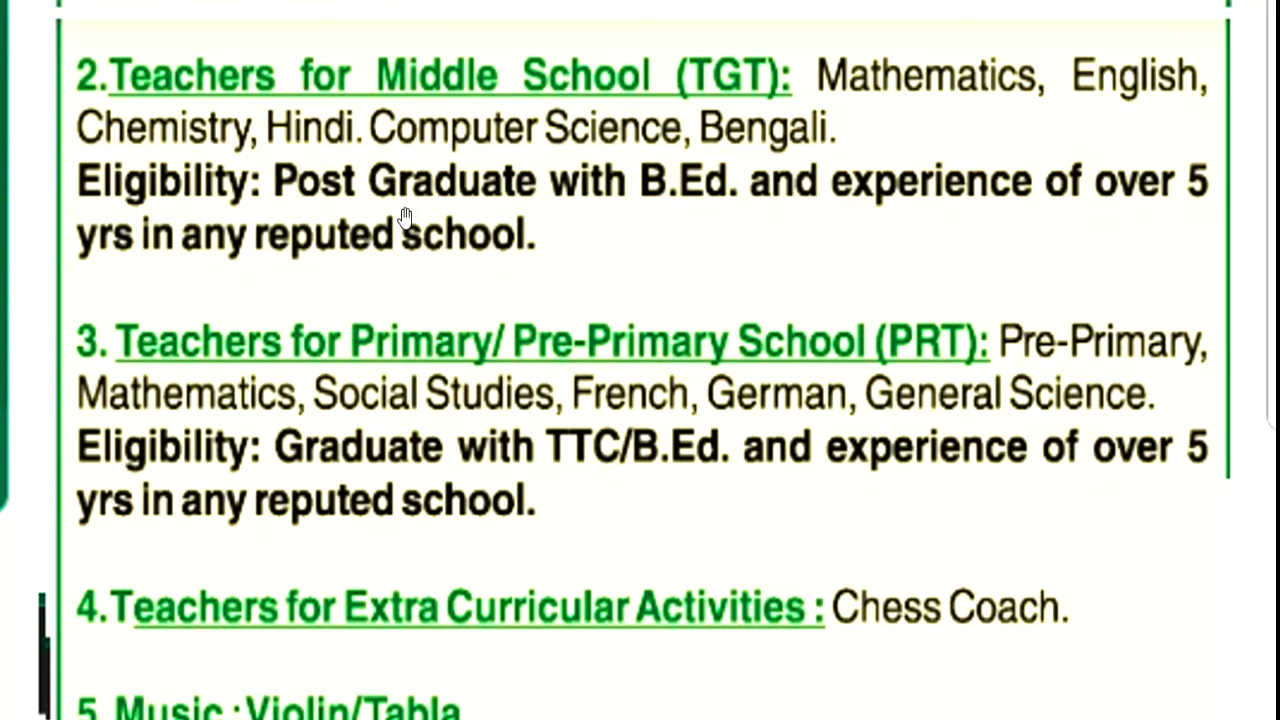 2.Teachers for Middle School (TGT): Mathematics, English,
Chemistry, Hindi. Computer Science, Bengali.
Eligibility: Post Graduate with B.Ed. and experience of over 5
yrs in any reputed school.
3. Teachers for Primary/ Pre-Primary School (PRT): Pre-Primary,
Mathematics, Social Studies, French, German, General Science.
Eligibility: Graduate with TTC/B.Ed. and experience of over 5
yrs in any reputed school.
4.Teachers for Extra Curricular Activities : Chess Coach.
5. Music : Violin/Tabla